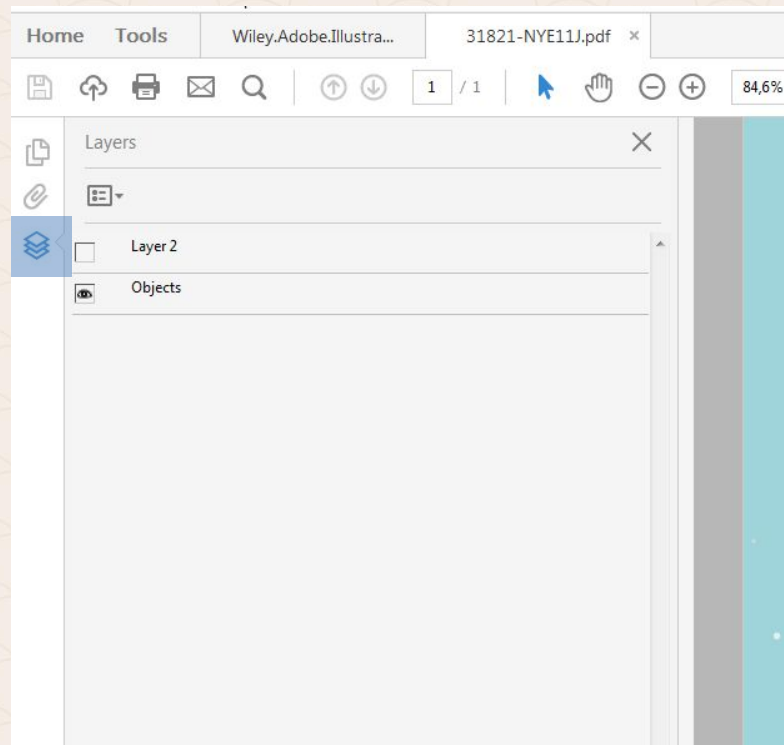 Home Tools Wiley.Adobe.Illustra... 31821-NYE11J.pdf ×
1 / 1 84,6%
Layers
Layer 2
Objects